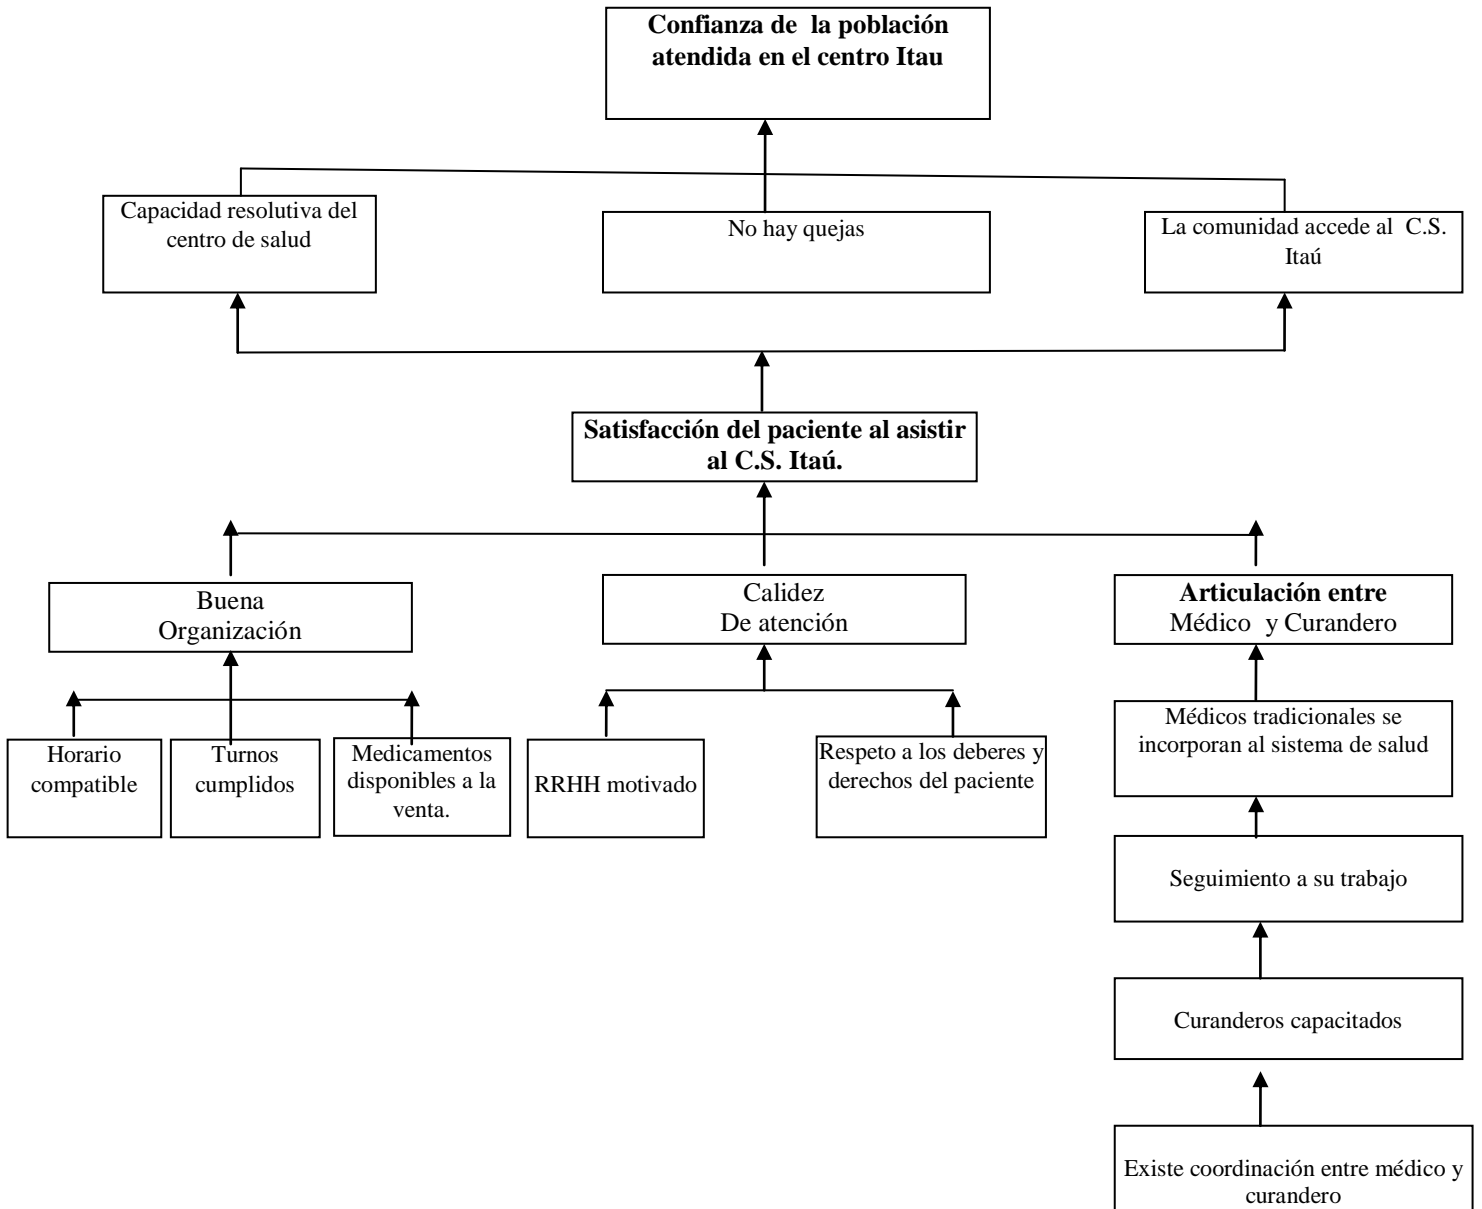 Confianza de la población
atendida en el centro Itau
Capacidad resolutiva del
centro de salud
No hay quejas
La comunidad accede al C.S.
Itaú
Satisfacción del paciente al asistir
al C.S. Itaú.
Buena
Organización
Calidez
De atención
Articulación entre
Médico y Curandero
Horario
compatible
Turnos
cumplidos
Medicamentos
disponibles a la
venta.
RRHH motivado
Respeto a los deberes y
derechos del paciente
Médicos tradicionales se
incorporan al sistema de salud
Seguimiento a su trabajo
Curanderos capacitados
Existe coordinación entre médico y
curandero